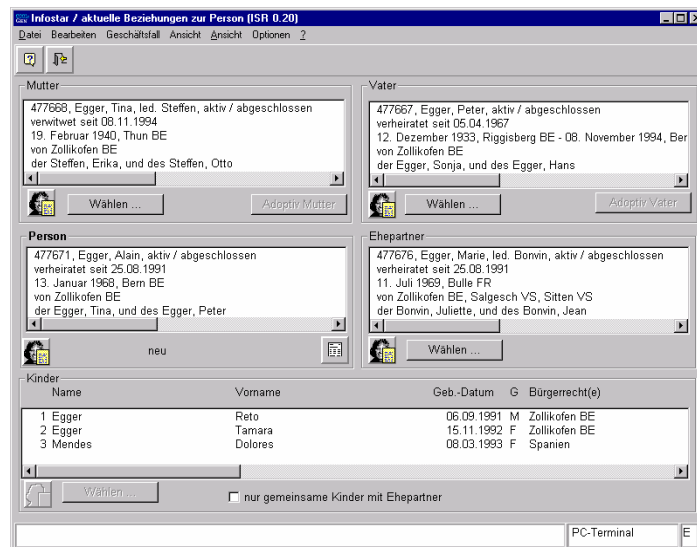 Infostar / aktuelle Beziehungen zur Person (ISR 0.20)
Datei Bearbeiten Geschäftsfall Ansicht Ansicht Optionen ?
Mutter
477668, Egger, Tina, led. Steffen, aktiv / abgeschlossen
verwitwet seit 08.11.1994
19. Februar 1940, Thun BE
von Zollikofen BE
der Steffen, Erika, und des Steffen, Otto
Wählen ...
Adoptiv Mutter
Vater
477667, Egger, Peter, aktiv / abgeschlossen
verheiratet seit 05.04.1967
12. Dezember 1933, Riggisberg BE - 08. November 1994, Ber
von Zollikofen BE
der Egger, Sonja, und des Egger, Hans
Wählen ...
Adoptiv Vater
Person
477671, Egger, Alain, aktiv / abgeschlossen
verheiratet seit 25.08.1991
13. Januar 1968, Bern BE
von Zollikofen BE
der Egger, Tina, und des Egger, Peter
neu
Ehepartner
477676, Egger, Marie, led. Bonvin, aktiv / abgeschlossen
verheiratet seit 25.08.1991
11. Juli 1969, Bulle FR
von Zollikofen BE, Salgesch VS, Sitten VS
der Bonvin, Juliette, und des Bonvin, Jean
Wählen ...
Kinder
Name Vorname Geb.-Datum G Bürgerrecht(e)
1 Egger Reto 06.09.1991 M Zollikofen BE
2 Egger Tamara 15.11.1992 F Zollikofen BE
3 Mendes Dolores 08.03.1993 F Spanien
Wählen ...
nur gemeinsame Kinder mit Ehepartner
PC-Terminal E